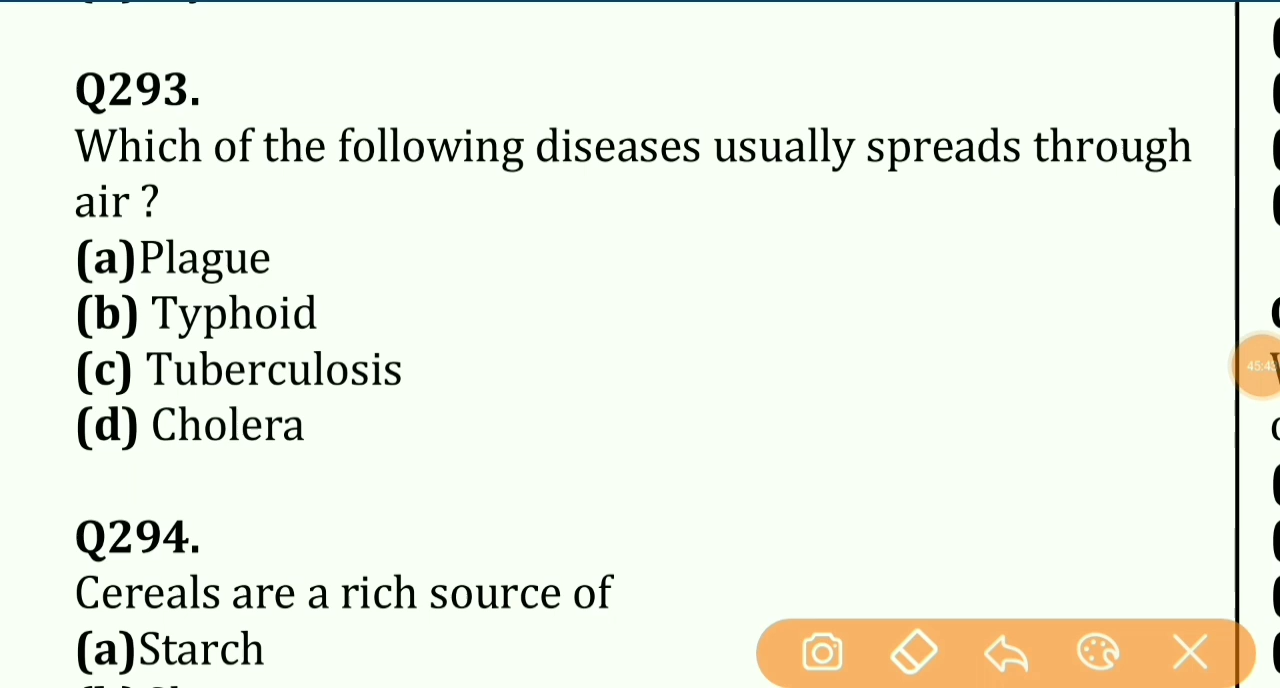 Q293.
Which of the following diseases usually spreads through
air ?
(a)Plague
(b) Typhoid
(c) Tuberculosis
(d) Cholera
Q294.
Cereals are a rich source of
(a)Starch